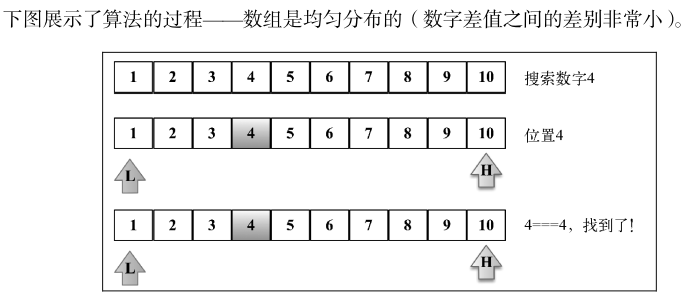 下图展示了算法的过程——数组是均匀分布的（数字差值之间的差别非常小）。
1 2 3 4 5 6 7 8 9 10 搜索数字4
1 2 3 4 5 6 7 8 9 10 位置4
L H
1 2 3 4 5 6 7 8 9 10 4===4，找到了!
L H